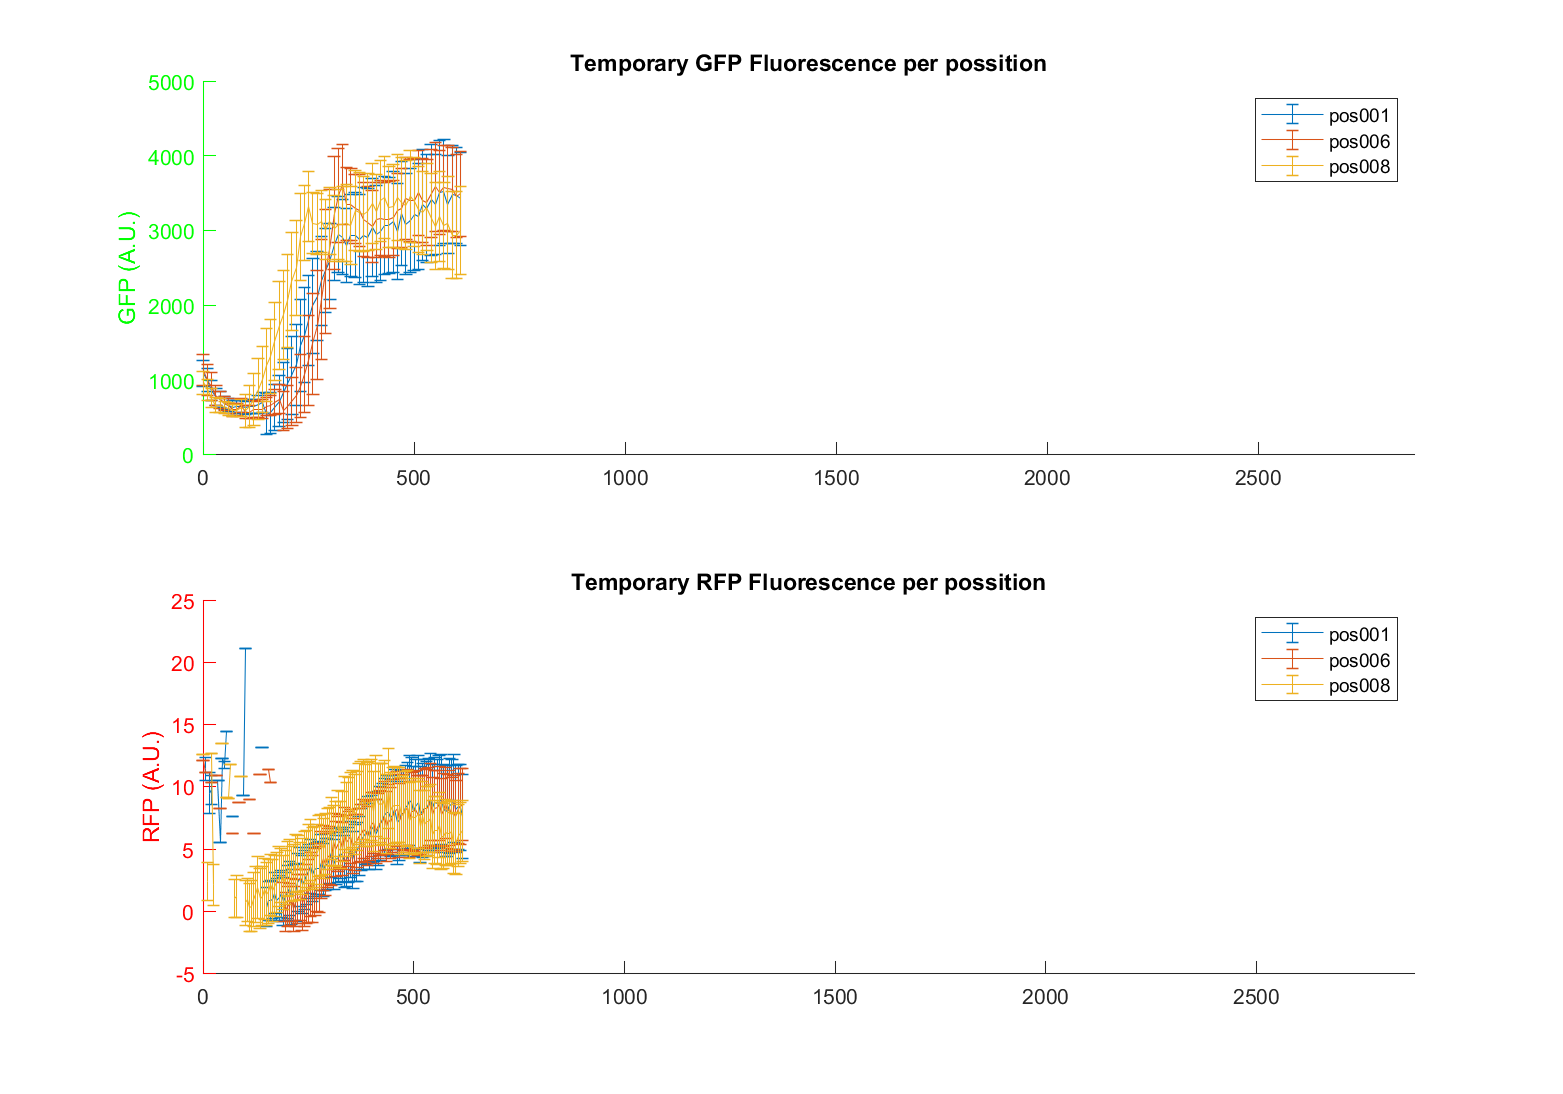 Temporary GFP Fluorescence per possition
5000
4000
3000
2000
1000
0
GFP (A.U.)
0 500 1000 1500 2000 2500
pos001
pos006
pos008
Temporary RFP Fluorescence per possition
25
20
15
10
5
0
-5
RFP (A.U.)
0 500 1000 1500 2000 2500
pos001
pos006
pos008